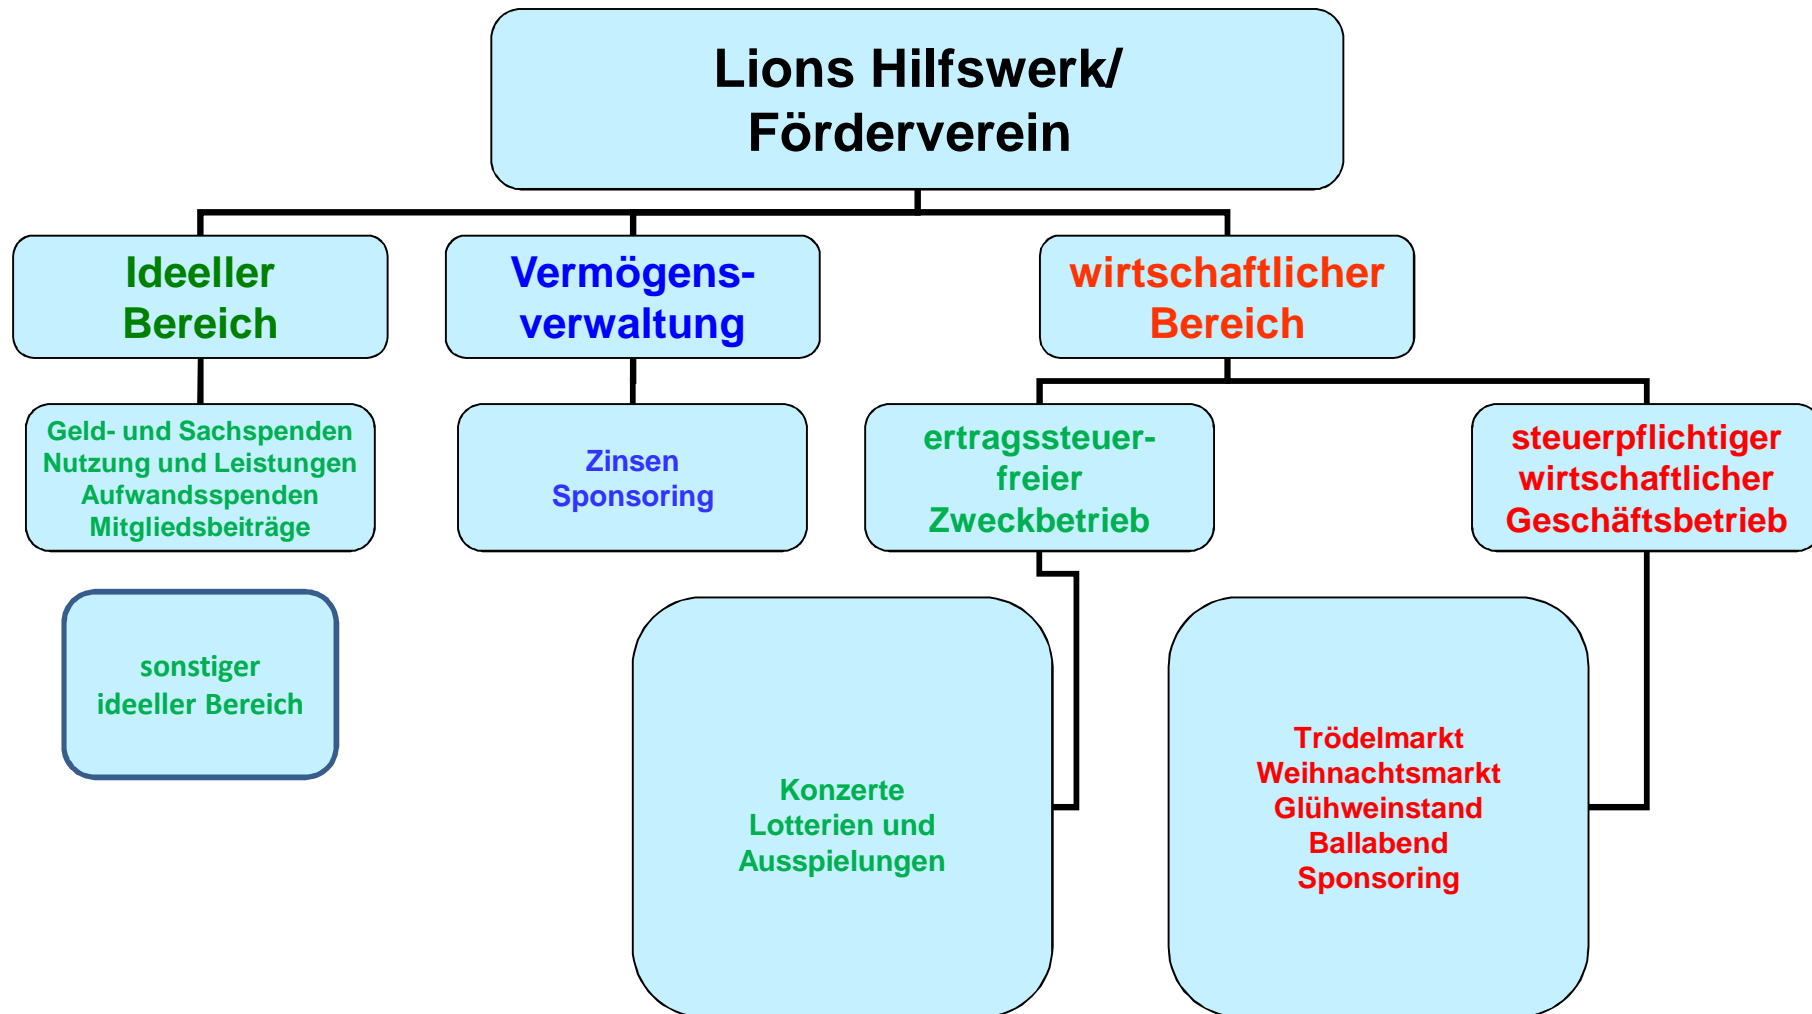 Lions Hilfswerk/
Förderverein
Ideeller
Bereich
Vermögens-
verwaltung
wirtschaftlicher
Bereich
Geld- und Sachspenden
Nutzung und Leistungen
Aufwandsspenden
Mitgliedsbeiträge
Zinsen
Sponsoring
ertragssteuer-
freier
Zweckbetrieb
steuerpflichtiger
wirtschaftlicher
Geschäftsbetrieb
sonstiger
ideeller Bereich
Konzerte
Lotterien und
Ausspielungen
Trödelmarkt
Weihnachtsmarkt
Glühweinstand
Ballabend
Sponsoring